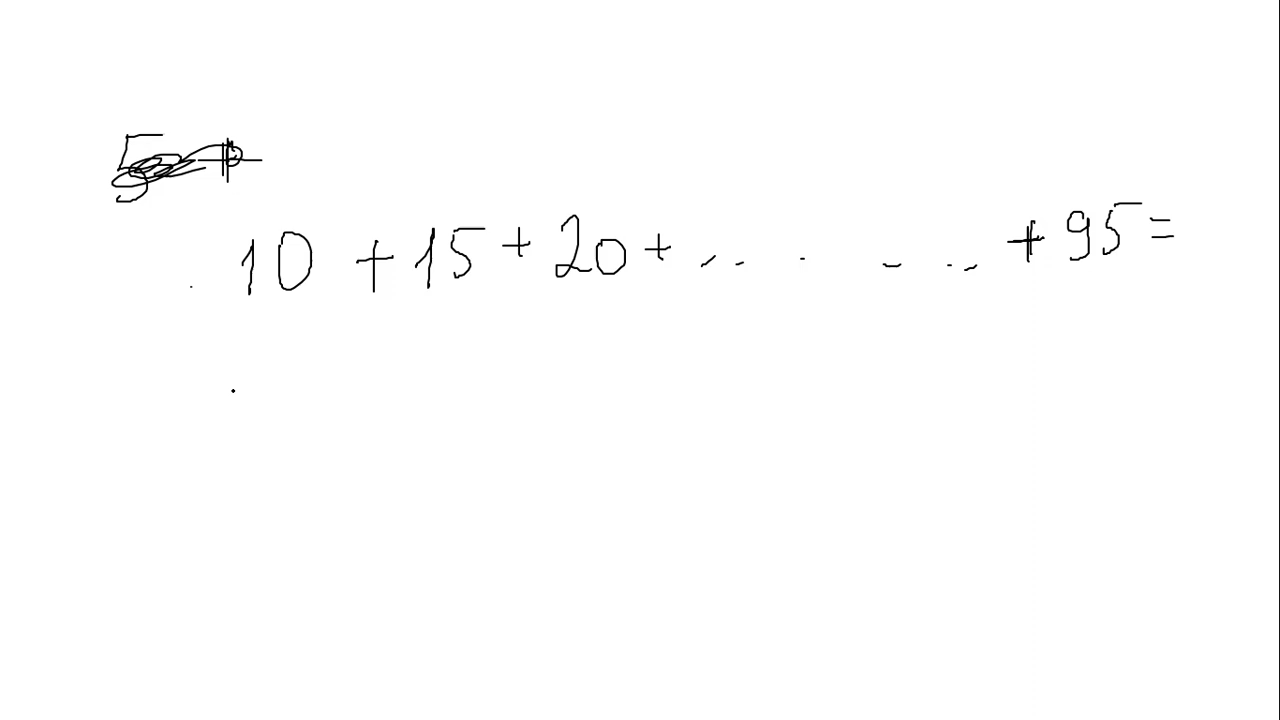 10 + 15 + 20 + ... ... + 95 =